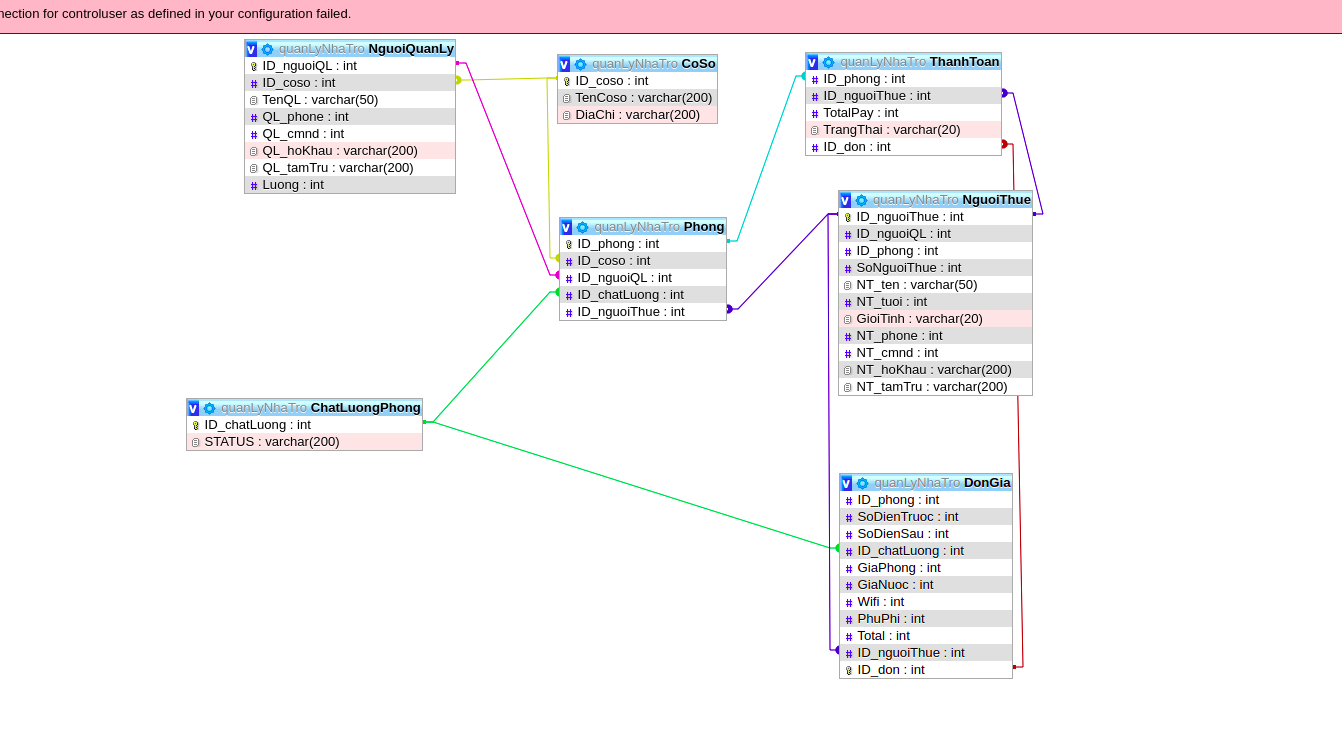 nection for controluser as defined in your configuration failed.
quanLyNhaTro NguoiQuanLy
ID_nguoiQL : int
ID_coso : int
TenQL : varchar(50)
QL_phone : int
QL_cmnd : int
QL_hoKhau : varchar(200)
QL_tamTru : varchar(200)
Luong : int
quanLyNhaTro CoSo
ID_coso : int
TenCoso : varchar(200)
DiaChi : varchar(200)
quanLyNhaTro ThanhToan
ID_phong : int
ID_nguoiThue : int
TotalPay : int
TrangThai : varchar(20)
ID_don : int
quanLyNhaTro Phong
ID_phong : int
ID_coso : int
ID_nguoiQL : int
ID_chatLuong : int
ID_nguoiThue : int
quanLyNhaTro NguoiThue
ID_nguoiThue : int
ID_nguoiQL : int
ID_phong : int
SoNguoiThue : int
NT_ten : varchar(50)
NT_tuoi : int
GioiTinh : varchar(20)
NT_phone : int
NT_cmnd : int
NT_hoKhau : varchar(200)
NT_tamTru : varchar(200)
quanLyNhaTro ChatLuongPhong
ID_chatLuong : int
STATUS : varchar(200)
quanLyNhaTro DonGia
ID_phong : int
SoDienTruoc : int
SoDienSau : int
ID_chatLuong : int
GiaPhong : int
GiaNuoc : int
Wifi : int
PhuPhi : int
Total : int
ID_nguoiThue : int
ID_don : int